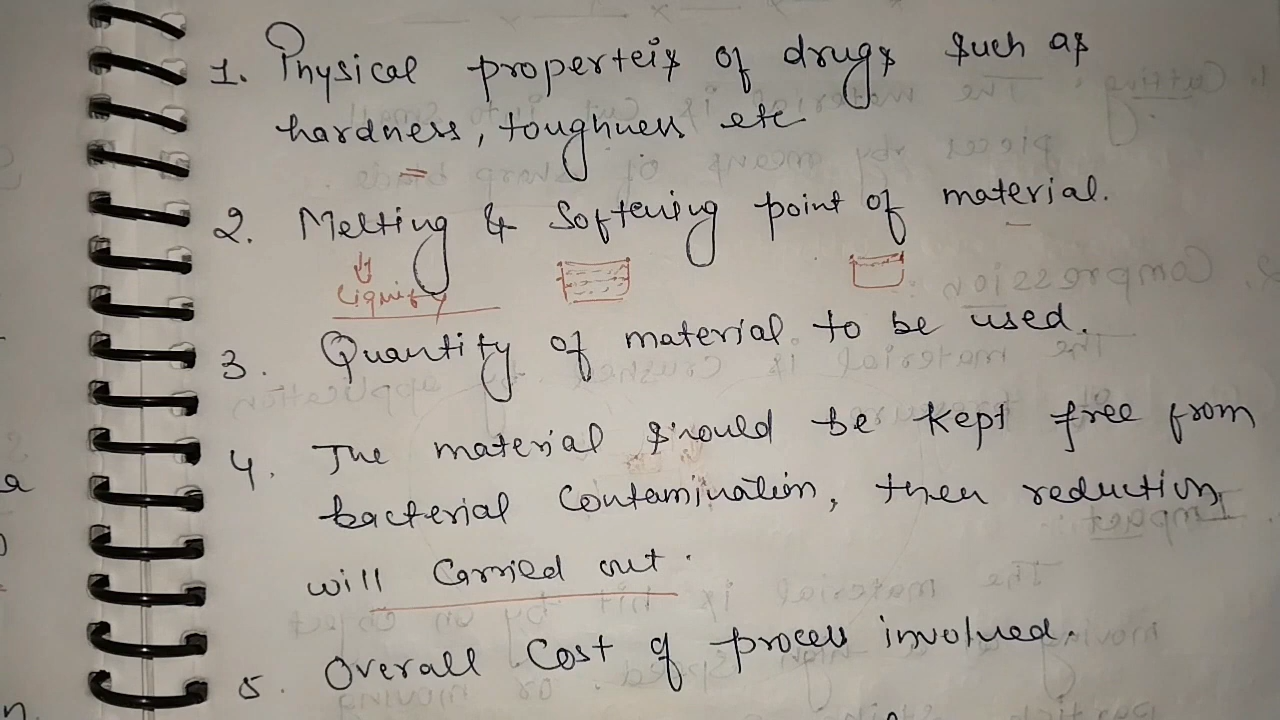 1. Physical properteis of drugs such as
hardness, toughness etc
2. Melting & Softening point of material.
Liquify
3. Quantity of material to be used.
4. The material should be kept free from
bacterial Contamination, then reduction
will Carried out.
5. Overall Cost of process involved.